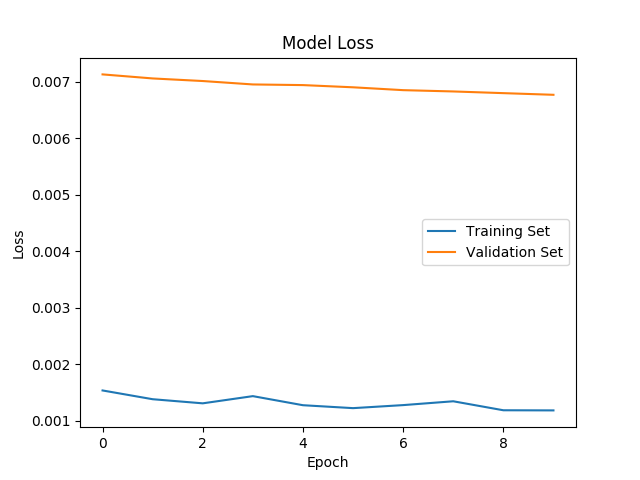 Model Loss
0.007
0.006
0.005
0.004
0.003
0.002
0.001
Loss
Training Set
Validation Set
0 2 4 6 8
Epoch